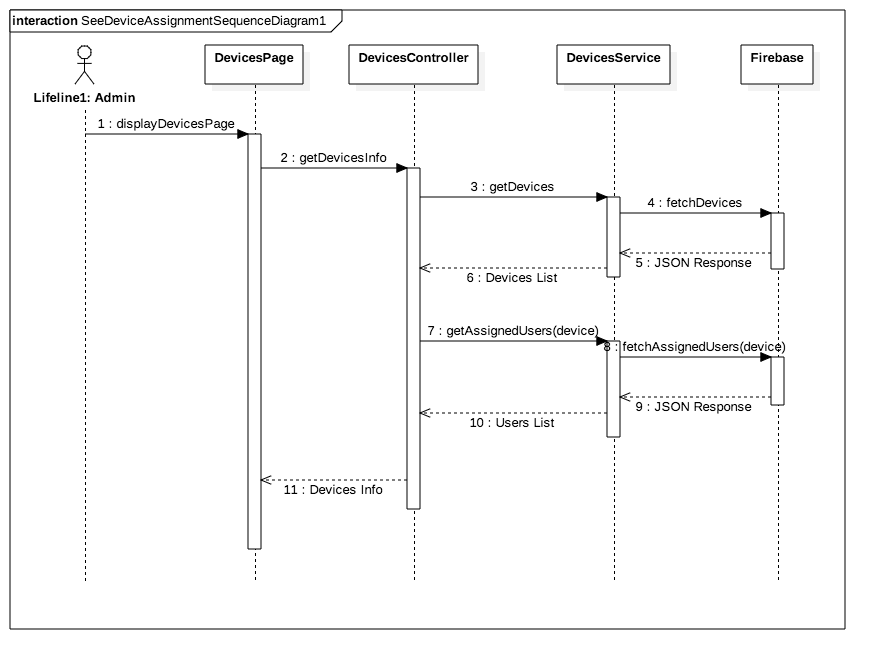 interaction SeeDeviceAssignmentSequenceDiagram1
DevicesPage
DevicesController
DevicesService
Firebase
Lifeline1: Admin
1 : displayDevicesPage
2 : getDevicesInfo
3 : getDevices
4 : fetchDevices
5 : JSON Response
6 : Devices List
7 : getAssignedUsers(device)
8 : fetchAssignedUsers(device)
9 : JSON Response
10 : Users List
11 : Devices Info